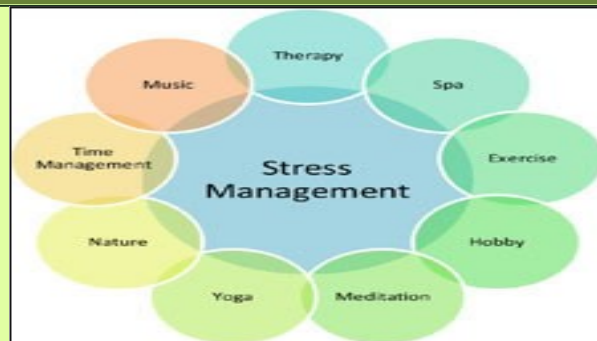 Therapy
Spa
Exercise
Hobby
Meditation
Yoga
Nature
Time
Management
Music
Stress
Management